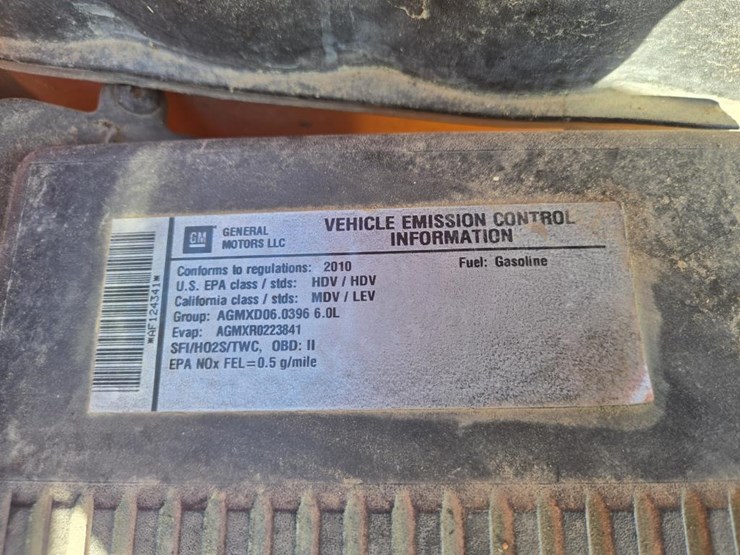 GM
GENERAL
MOTORS LLC
VEHICLE EMISSION CONTROL
INFORMATION
Conforms to regulations: 2010
Fuel: Gasoline
U.S. EPA class / stds: HDV / HDV
California class / stds: MDV / LEV
Group: AGMXD06.0396 6.0L
Evap: AGMXR0223841
SFI/HO2S/TWC, OBD: II
EPA NOx FEL=0.5 g/mile
*AF124341*